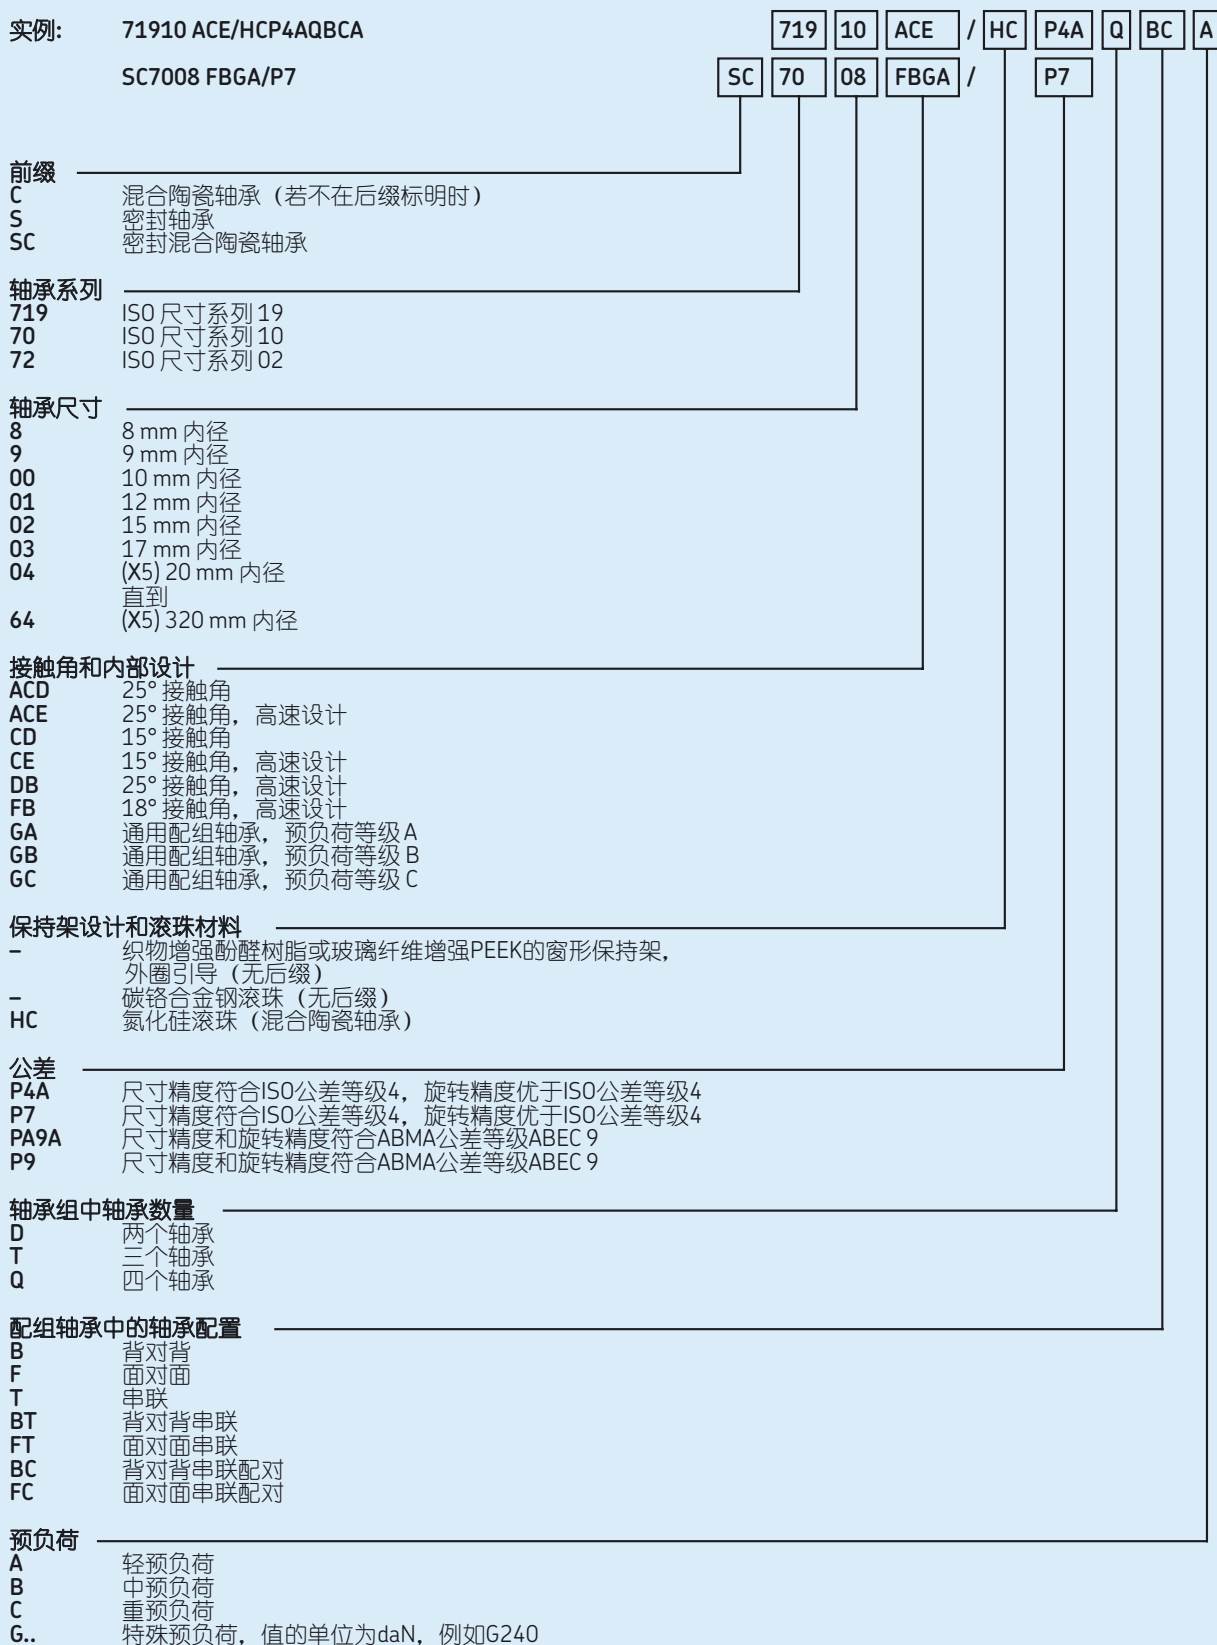 实例: 71910 ACE/HCP4AQBCA 719 10 ACE / HC P4A Q BC A
SC7008 FBGA/P7 SC 70 08 FBGA / P7
前缀
C 混合陶瓷轴承（若不在后缀标明时）
S 密封轴承
SC 密封混合陶瓷轴承
轴承系列
719 ISO 尺寸系列 19
70 ISO 尺寸系列 10
72 ISO 尺寸系列 02
轴承尺寸
8 8 mm 内径
9 9 mm 内径
00 10 mm 内径
01 12 mm 内径
02 15 mm 内径
03 17 mm 内径
04 (X5) 20 mm 内径
直到
64 (X5) 320 mm 内径
接触角和内部设计
ACD 25° 接触角
ACE 25° 接触角，高速设计
CD 15° 接触角
CE 15° 接触角，高速设计
DB 25° 接触角，高速设计
FB 18° 接触角，高速设计
GA 通用配组轴承，预负荷等级 A
GB 通用配组轴承，预负荷等级 B
GC 通用配组轴承，预负荷等级 C
保持架设计和滚珠材料
– 织物增强酚醛树脂或玻璃纤维增强PEEK的窗形保持架，
外圈引导（无后缀）
– 碳铬合金钢滚珠（无后缀）
HC 氮化硅滚珠（混合陶瓷轴承）
公差
P4A 尺寸精度符合ISO公差等级4，旋转精度优于ISO公差等级4
P7 尺寸精度符合ISO公差等级4，旋转精度优于ISO公差等级4
PA9A 尺寸精度和旋转精度符合ABMA公差等级ABEC 9
P9 尺寸精度和旋转精度符合ABMA公差等级ABEC 9
轴承组中轴承数量
D 两个轴承
T 三个轴承
Q 四个轴承
配组轴承中的轴承配置
B 背对背
F 面对面
T 串联
BT 背对背串联
FT 面对面串联
BC 背对背串联配对
FC 面对面串联配对
预负荷
A 轻预负荷
B 中预负荷
C 重预负荷
G.. 特殊预负荷，值的单位为daN，例如G240